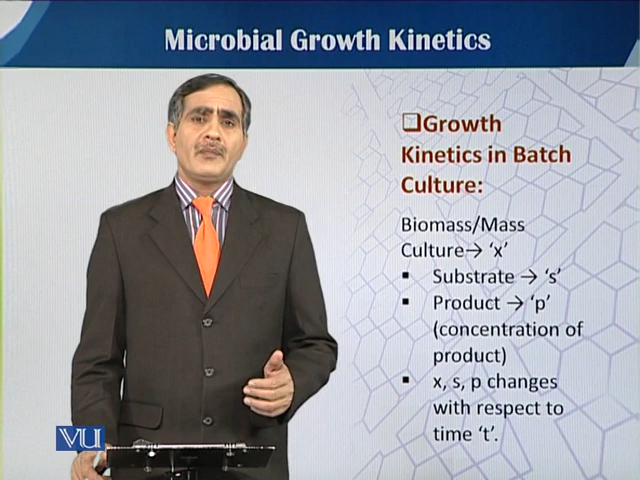 Microbial Growth Kinetics
❑Growth
Kinetics in Batch
Culture:
Biomass/Mass
Culture→ ‘x’
▪ Substrate → ‘s’
▪ Product → ‘p’
(concentration of
product)
▪ x, s, p changes
with respect to
time ‘t’.
VU